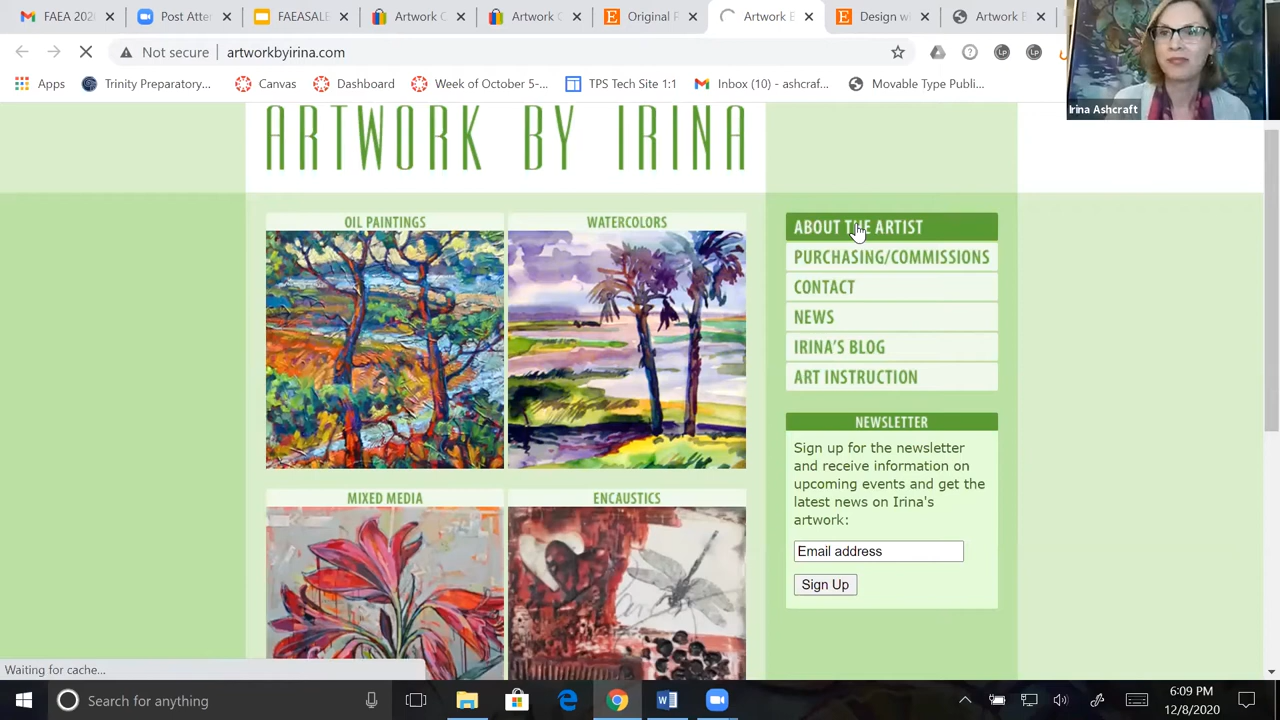 FAEA 202
Post Atter
FAEASALE
Artwork C
Artwork C
Original P
Artwork E
Design w
Artwork B
Not secure
artworkbyirina.com
Apps
Trinity Preparatory...
Canvas
Dashboard
Week of October 5-...
TPS Tech Site 1:1
Inbox (10) - ashcraf...
Movable Type Publi...
Irina Ashcraft
ARTWORK BY IRINA
OIL PAINTINGS
WATERCOLORS
MIXED MEDIA
ENCAUSTICS
ABOUT THE ARTIST
PURCHASING/COMMISSIONS
CONTACT
NEWS
IRINA'S BLOG
ART INSTRUCTION
NEWSLETTER
Sign up for the newsletter
and receive information on
upcoming events and get the
latest news on Irina's
artwork:
Email address
Sign Up
Waiting for cache...
Search for anything
6:09 PM
12/8/2020